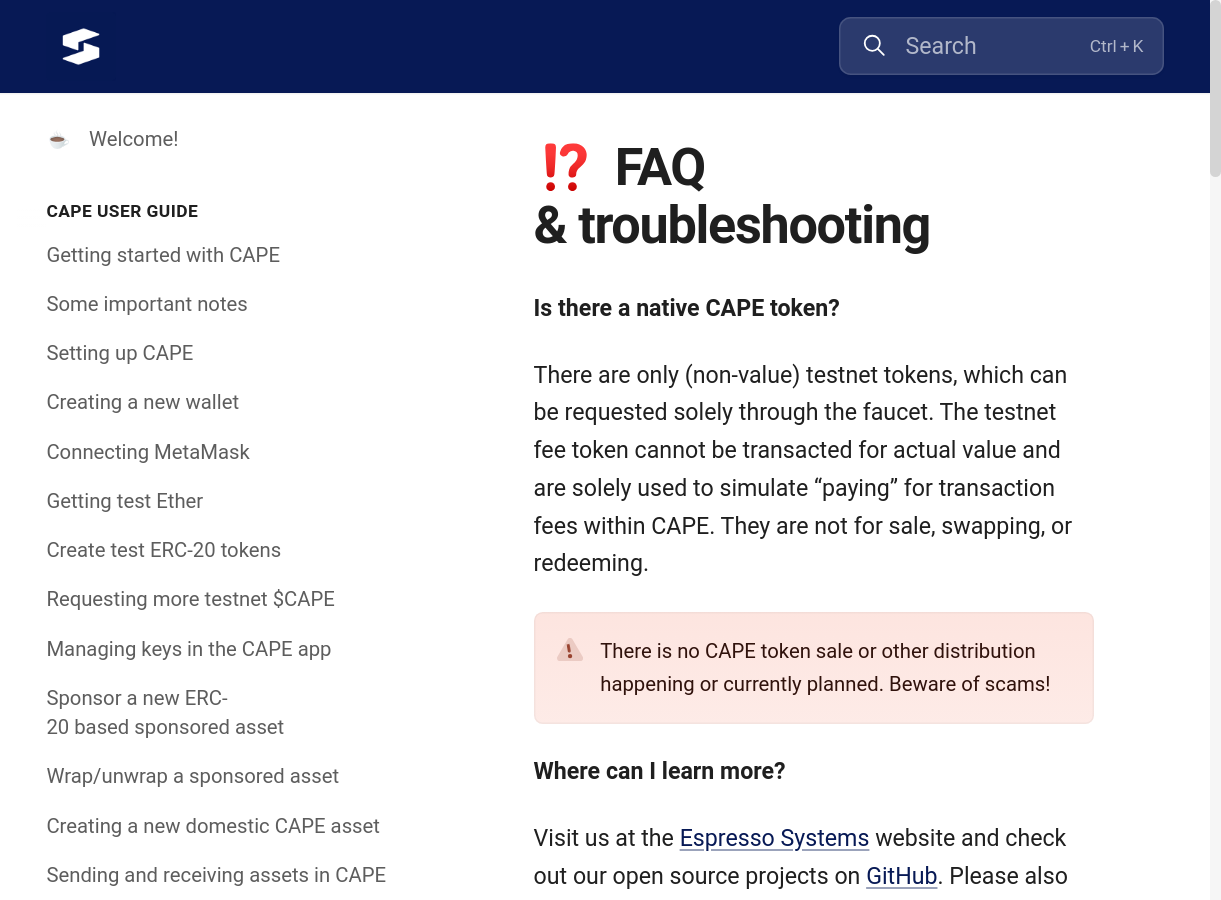 Search
Ctrl + K
Welcome!
CAPE USER GUIDE
Getting started with CAPE
Some important notes
Setting up CAPE
Creating a new wallet
Connecting MetaMask
Getting test Ether
Create test ERC-20 tokens
Requesting more testnet $CAPE
Managing keys in the CAPE app
Sponsor a new ERC-
20 based sponsored asset
Wrap/unwrap a sponsored asset
Creating a new domestic CAPE asset
Sending and receiving assets in CAPE
⁉️ FAQ
& troubleshooting
Is there a native CAPE token?
There are only (non-value) testnet tokens, which can
be requested solely through the faucet. The testnet
fee token cannot be transacted for actual value and
are solely used to simulate “paying” for transaction
fees within CAPE. They are not for sale, swapping, or
redeeming.
There is no CAPE token sale or other distribution
happening or currently planned. Beware of scams!
Where can I learn more?
Visit us at the Espresso Systems website and check
out our open source projects on GitHub. Please also